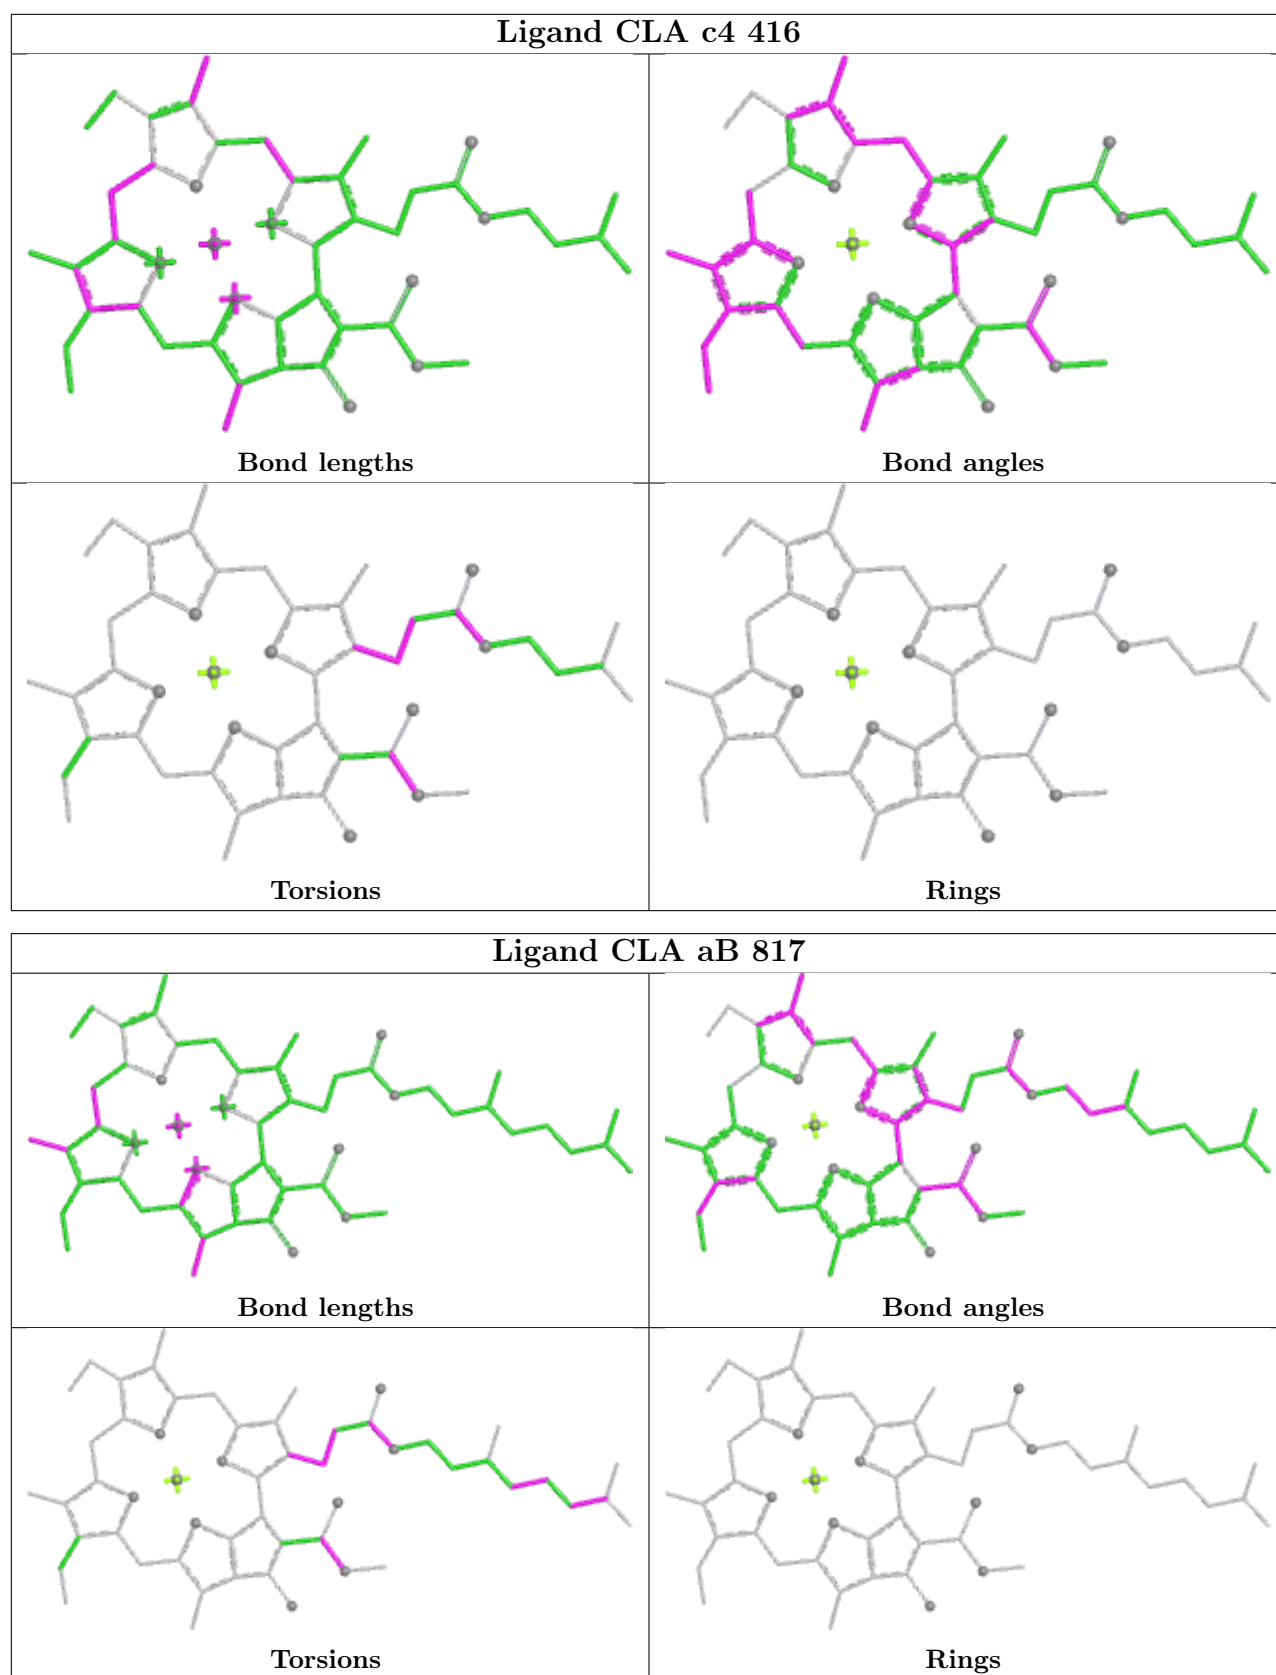 Ligand CLA c4 416
Bond lengths
Bond angles
Torsions
Rings
Ligand CLA aB 817
Bond lengths
Bond angles
Torsions
Rings